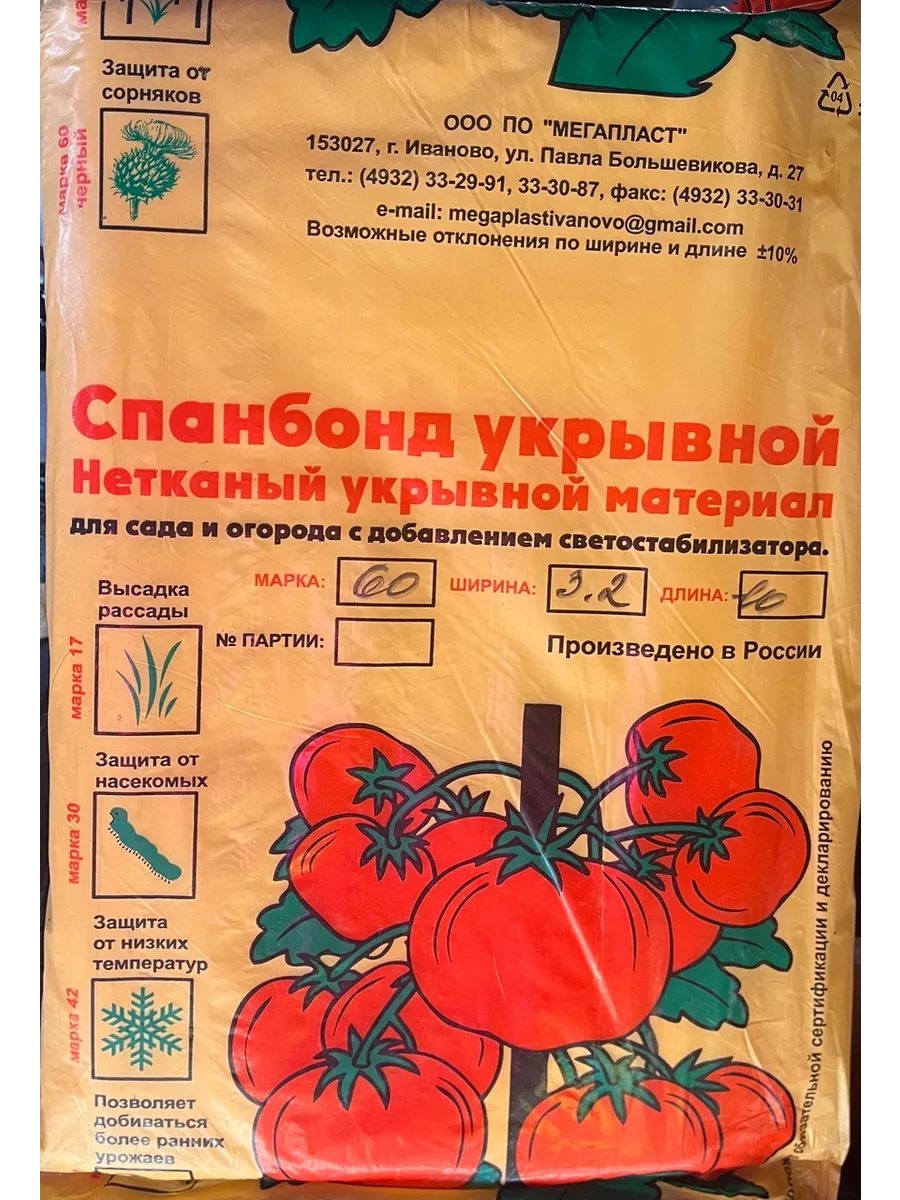 Защита от
сорняков
марка 60
черный
04
ООО ПО "МЕГАПЛАСТ"
153027, г. Иваново, ул. Павла Большевикова, д. 27
тел.: (4932) 33-29-91, 33-30-87, факс: (4932) 33-30-31
e-mail: megaplastivanovo@gmail.com
Возможные отклонения по ширине и длине ±10%
Спанбонд укрывной
Нетканый укрывной материал
для сада и огорода с добавлением светостабилизатора.
МАРКА: 60 ШИРИНА: 3.2 ДЛИНА: 10
№ ПАРТИИ:
Произведено в России
Высадка
рассады
марка 17
Защита от
насекомых
марка 30
Защита
от низких
температур
марка 42
Позволяет
добиваться
более ранних
урожаев
сертификации и декларированию